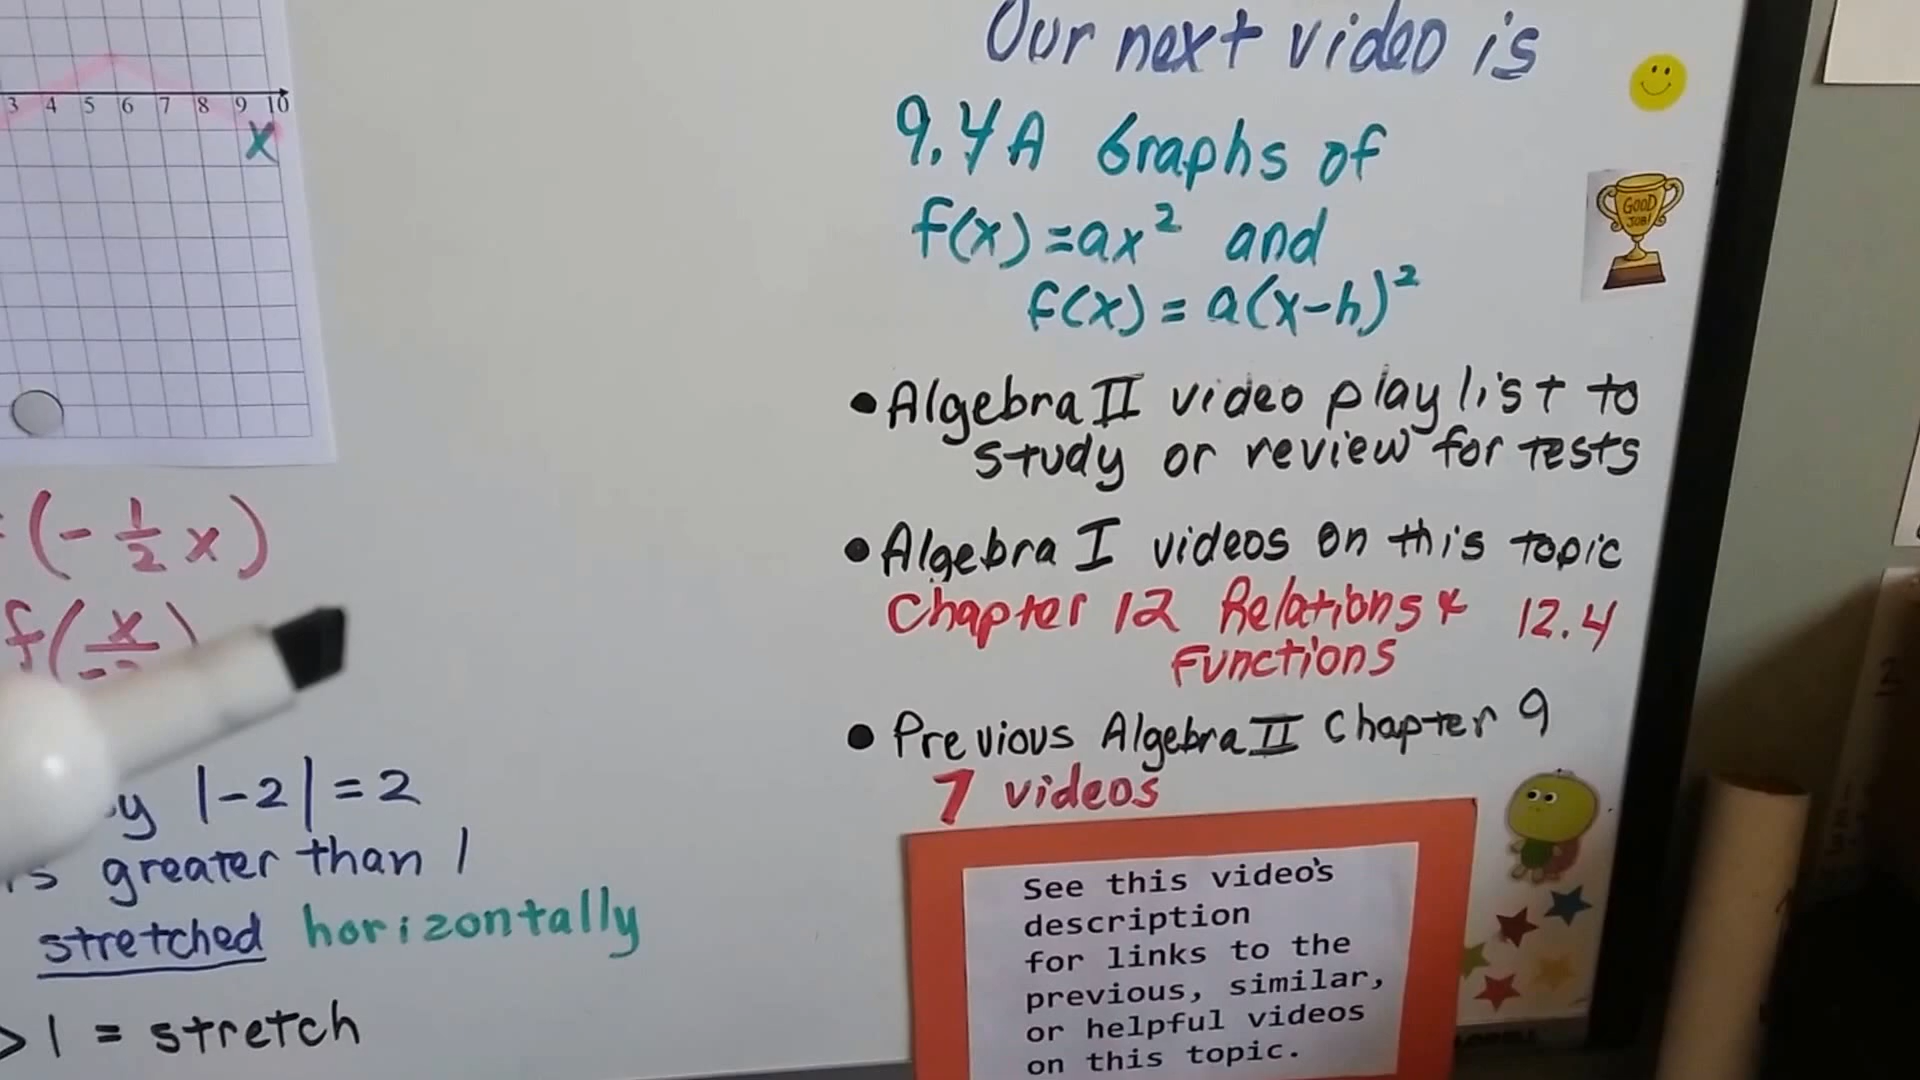 3 4 5 6 7 8 9 10
x
(-1/2 x)
f(x/
|-2| = 2
greater than 1
stretched horizontally
> 1 = stretch
Our next video is
9.4A Graphs of
f(x) = ax² and
f(x) = a(x-h)²
GOOD
JOB!
• Algebra II video playlist to
study or review for tests
• Algebra I videos on this topic
Chapter 12 Relations & 12.4
Functions
• Previous Algebra II Chapter 9
7 videos
See this video's
description
for links to the
previous, similar,
or helpful videos
on this topic.